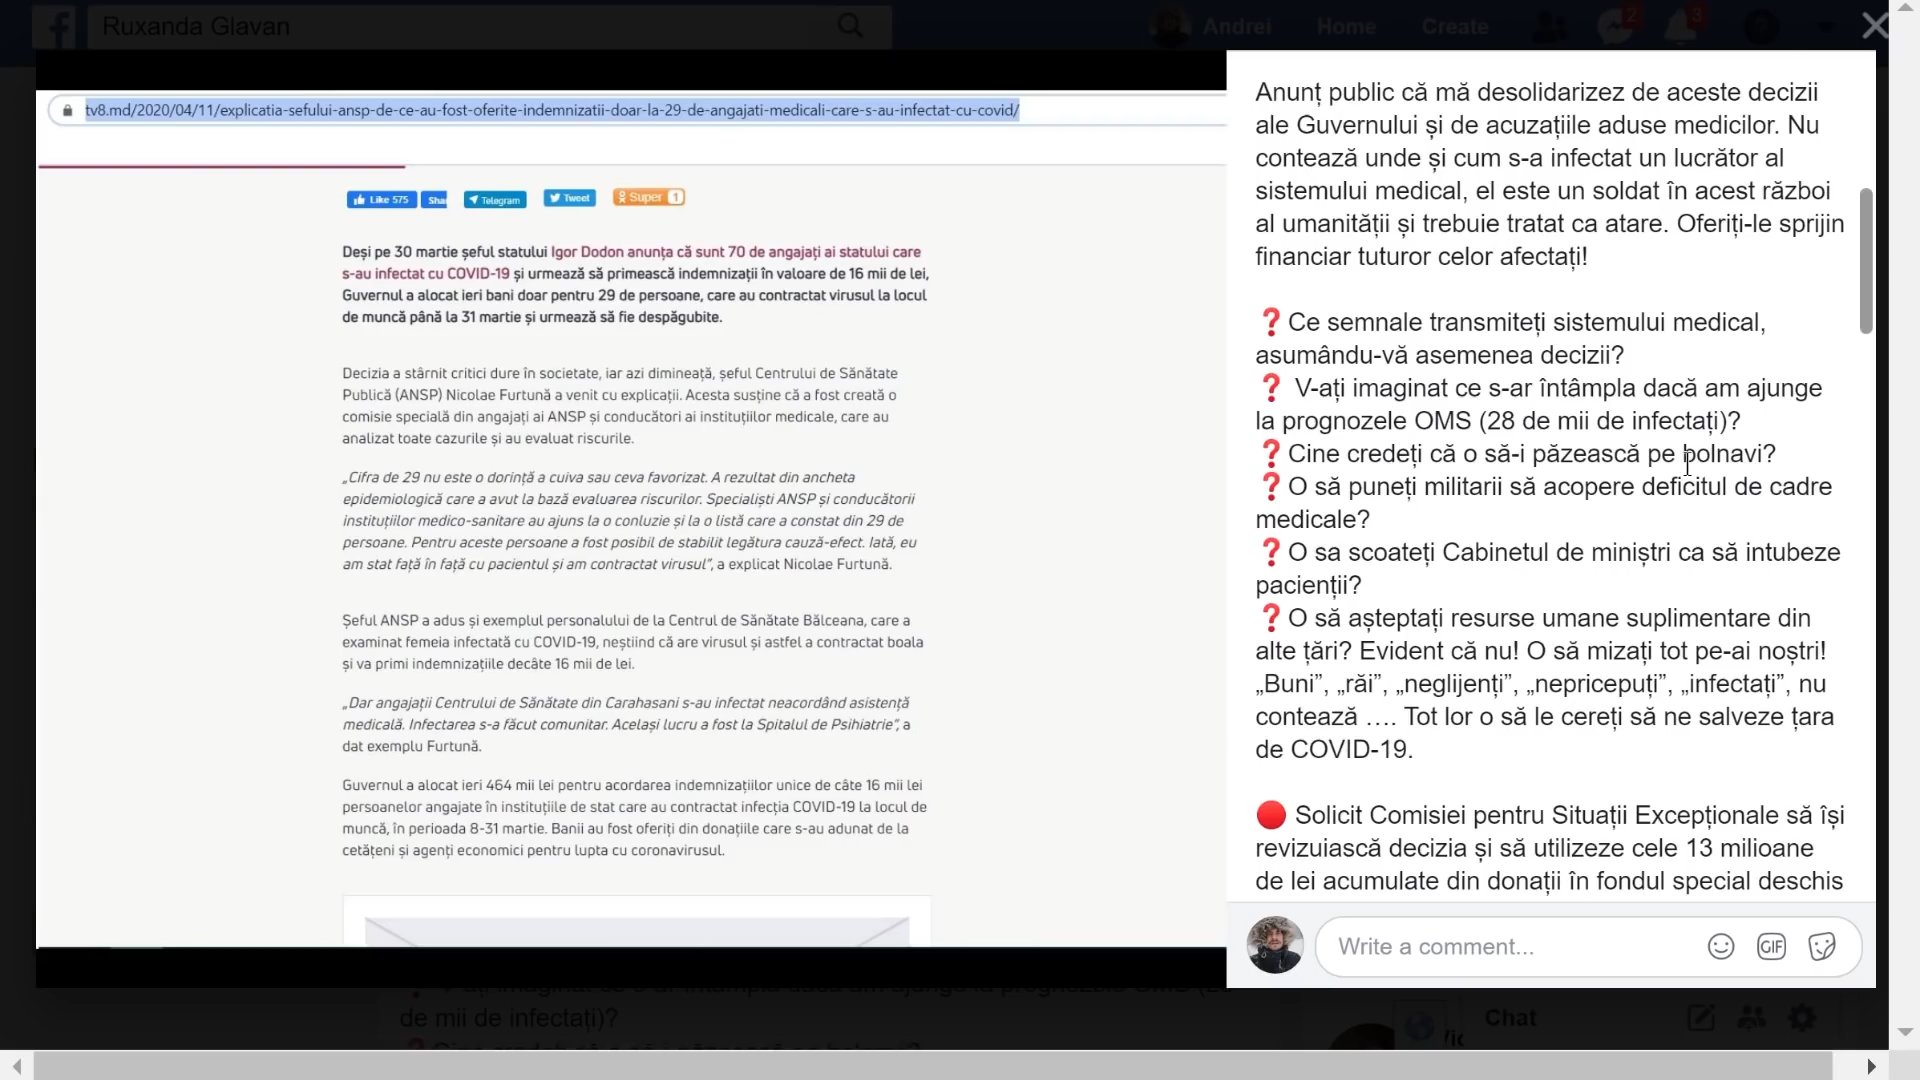 Ruxanda Glavan
Andrei
Home
Create
2
3
tv8.md/2020/04/11/explicatia-sefului-ansp-de-ce-au-fost-oferite-indemnizatii-doar-la-29-de-angajati-medicali-care-s-au-infectat-cu-covid/
Like 575
Shar
Telegram
Tweet
Super 1
Deși pe 30 martie șeful statului Igor Dodon anunța că sunt 70 de angajați ai statului care
s-au infectat cu COVID-19 și urmează să primească indemnizații în valoare de 16 mii de lei,
Guvernul a alocat ieri bani doar pentru 29 de persoane, care au contractat virusul la locul
de muncă până la 31 martie și urmează să fie despăgubite.
Decizia a stârnit critici dure în societate, iar azi dimineață, șeful Centrului de Sănătate
Publică (ANSP) Nicolae Furtună a venit cu explicații. Acesta susține că a fost creată o
comisie specială din angajați ai ANSP și conducători ai instituțiilor medicale, care au
analizat toate cazurile și au evaluat riscurile.
„Cifra de 29 nu este o dorință a cuiva sau ceva favorizat. A rezultat din ancheta
epidemiologică care a avut la bază evaluarea riscurilor. Specialiști ANSP și conducătorii
instituțiilor medico-sanitare au ajuns la o conluzie și la o listă care a constat din 29 de
persoane. Pentru aceste persoane a fost posibil de stabilit legătura cauză-efect. Iată, eu
am stat față în față cu pacientul și am contractat virusul”, a explicat Nicolae Furtună.
Șeful ANSP a adus și exemplul personalului de la Centrul de Sănătate Bălceana, care a
examinat femeia infectată cu COVID-19, neștiind că are virusul și astfel a contractat boala
și va primi indemnizațiile decâte 16 mii de lei.
„Dar angajații Centrului de Sănătate din Carahasani s-au infectat neacordând asistență
medicală. Infectarea s-a făcut comunitar. Același lucru a fost la Spitalul de Psihiatrie”, a
dat exemplu Furtună.
Guvernul a alocat ieri 464 mii lei pentru acordarea indemnizațiilor unice de câte 16 mii lei
persoanelor angajate în instituțiile de stat care au contractat infecția COVID-19 la locul de
muncă, în perioada 8-31 martie. Banii au fost oferiți din donațiile care s-au adunat de la
cetățeni și agenți economici pentru lupta cu coronavirusul.
Anunț public că mă desolidarizez de aceste decizii
ale Guvernului și de acuzațiile aduse medicilor. Nu
contează unde și cum s-a infectat un lucrător al
sistemului medical, el este un soldat în acest război
al umanității și trebuie tratat ca atare. Oferiți-le sprijin
financiar tuturor celor afectați!
❓Ce semnale transmiteți sistemului medical,
asumându-vă asemenea decizii?
❓ V-ați imaginat ce s-ar întâmpla dacă am ajunge
la prognozele OMS (28 de mii de infectați)?
❓Cine credeți că o să-i păzească pe bolnavi?
❓O să puneți militarii să acopere deficitul de cadre
medicale?
❓O sa scoateți Cabinetul de miniștri ca să intubeze
pacienții?
❓O să așteptați resurse umane suplimentare din
alte țări? Evident că nu! O să mizați tot pe-ai noștri!
„Buni”, „răi”, „neglijenți”, „nepricepuți”, „infectați”, nu
contează …. Tot lor o să le cereți să ne salveze țara
de COVID-19.
🔴 Solicit Comisiei pentru Situații Excepționale să își
revizuiască decizia și să utilizeze cele 13 milioane
de lei acumulate din donații în fondul special deschis
Write a comment...
GIF
de mii de infectați)?
Chat